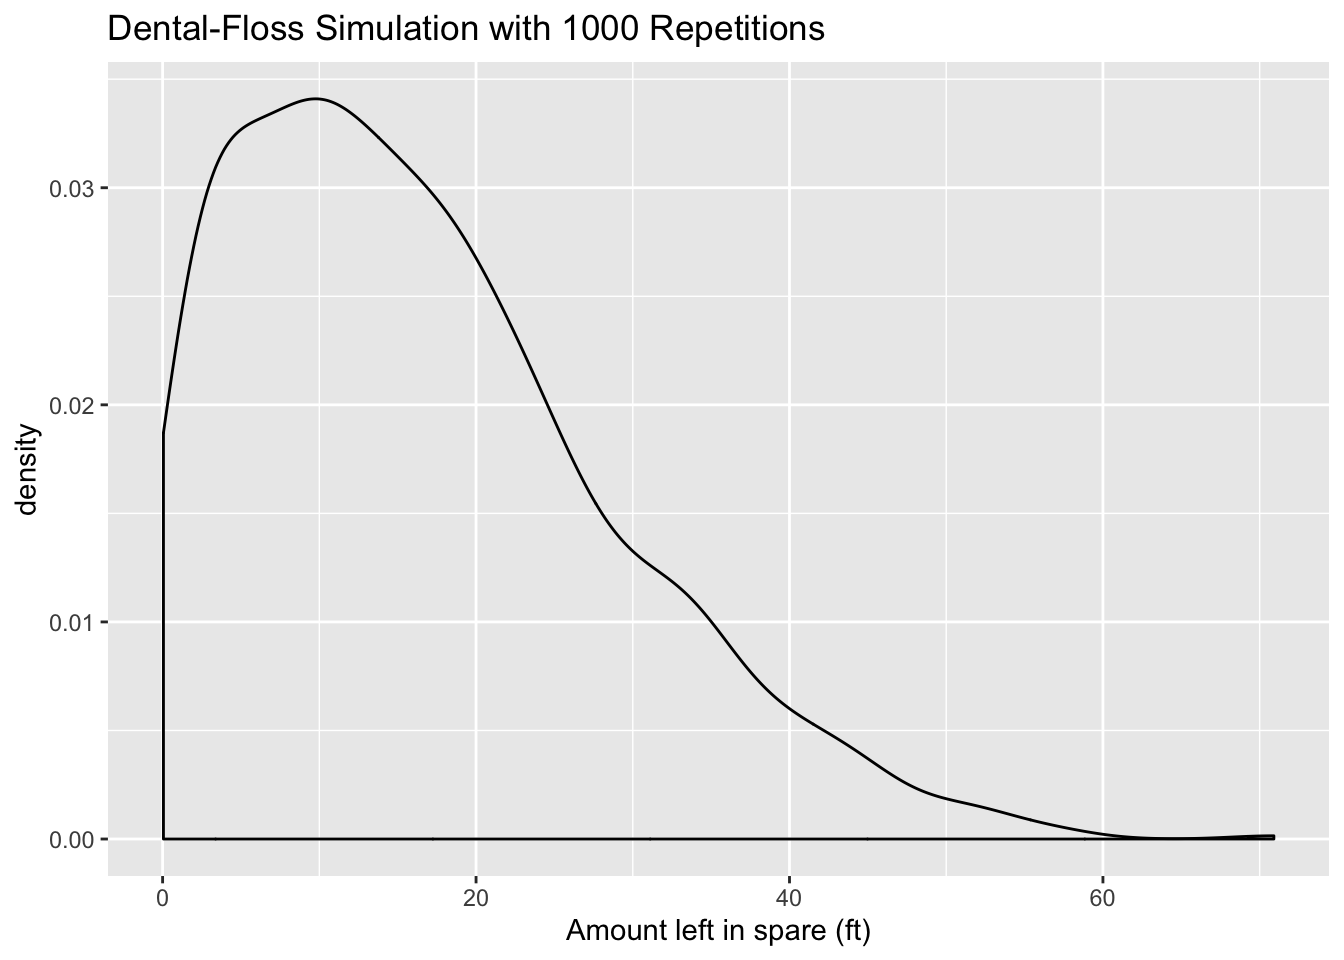 Dental-Floss Simulation with 1000 Repetitions
density
0.03
0.02
0.01
0.00
0 20 40 60
Amount left in spare (ft)